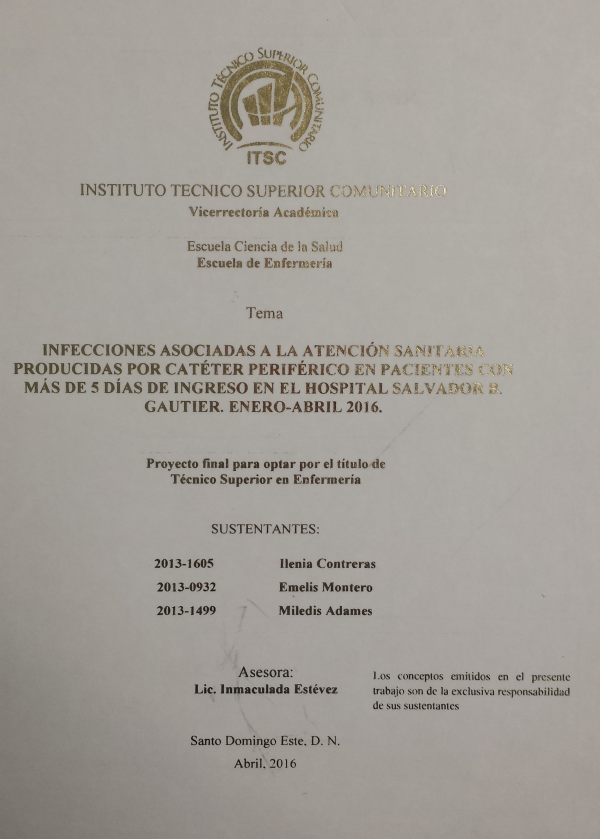 INSTITUTO TÉCNICO SUPERIOR COMUNITARIO
ITSC
INSTITUTO TECNICO SUPERIOR COMUNITARIO
Vicerrectoría Académica
Escuela Ciencia de la Salud
Escuela de Enfermería
Tema
INFECCIONES ASOCIADAS A LA ATENCIÓN SANITARIA
PRODUCIDAS POR CATÉTER PERIFÉRICO EN PACIENTES CON
MÁS DE 5 DÍAS DE INGRESO EN EL HOSPITAL SALVADOR B.
GAUTIER. ENERO-ABRIL 2016.
Proyecto final para optar por el título de
Técnico Superior en Enfermería
SUSTENTANTES:
2013-1605 Ilenia Contreras
2013-0932 Emelis Montero
2013-1499 Miledis Adames
Asesora:
Lic. Inmaculada Estévez
Los conceptos emitidos en el presente
trabajo son de la exclusiva responsabilidad
de sus sustentantes
Santo Domingo Este, D. N.
Abril, 2016